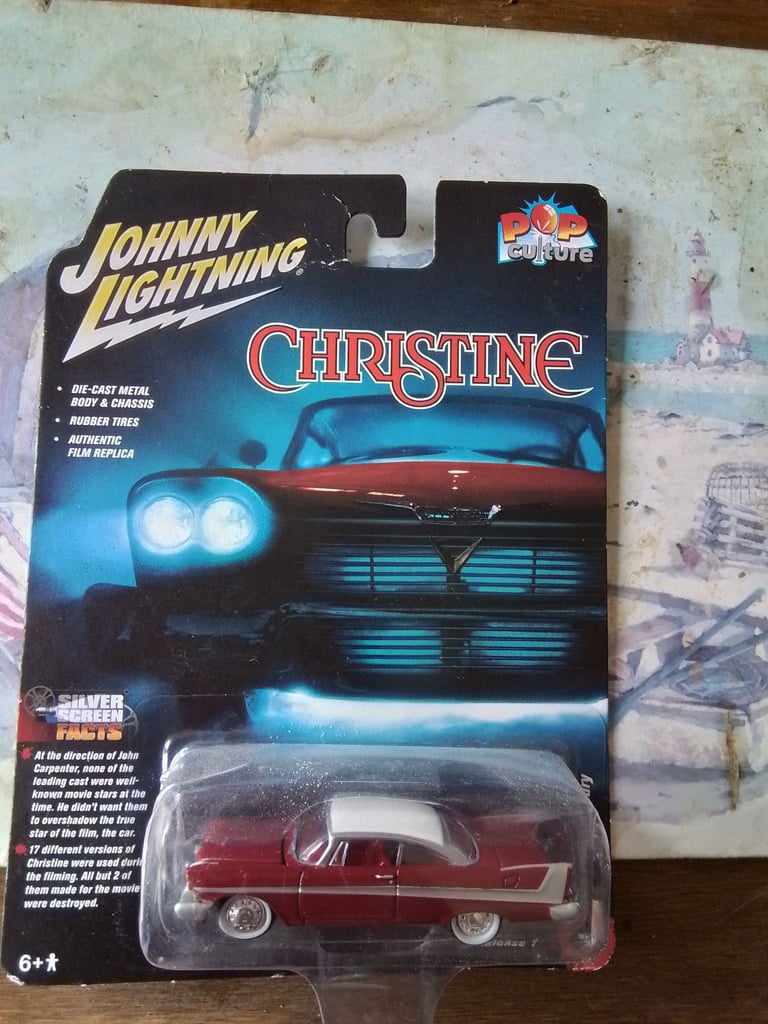 JOHNNY
LIGHTNING®
POP
culture
CHRISTINE™
• DIE-CAST METAL
BODY & CHASSIS
• RUBBER TIRES
• AUTHENTIC
FILM REPLICA
SILVER
SCREEN
FACTS
At the direction of John
Carpenter, none of the
leading cast were well-
known movie stars at the
time. He didn't want them
to overshadow the true
star of the film, the car.
17 different versions of
Christine were used during
the filming. All but 2 of
them made for the movie
were destroyed.
6+